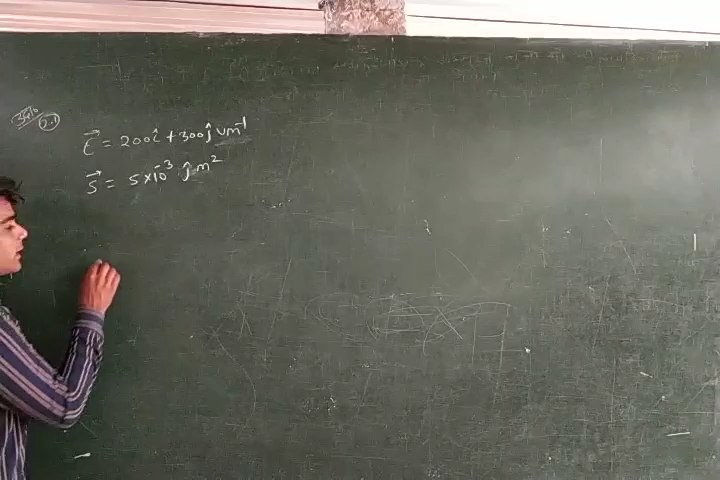 E⃗ = 200î + 300ĵ Vm⁻¹
S⃗ = 5×10⁻³ ĵ m²